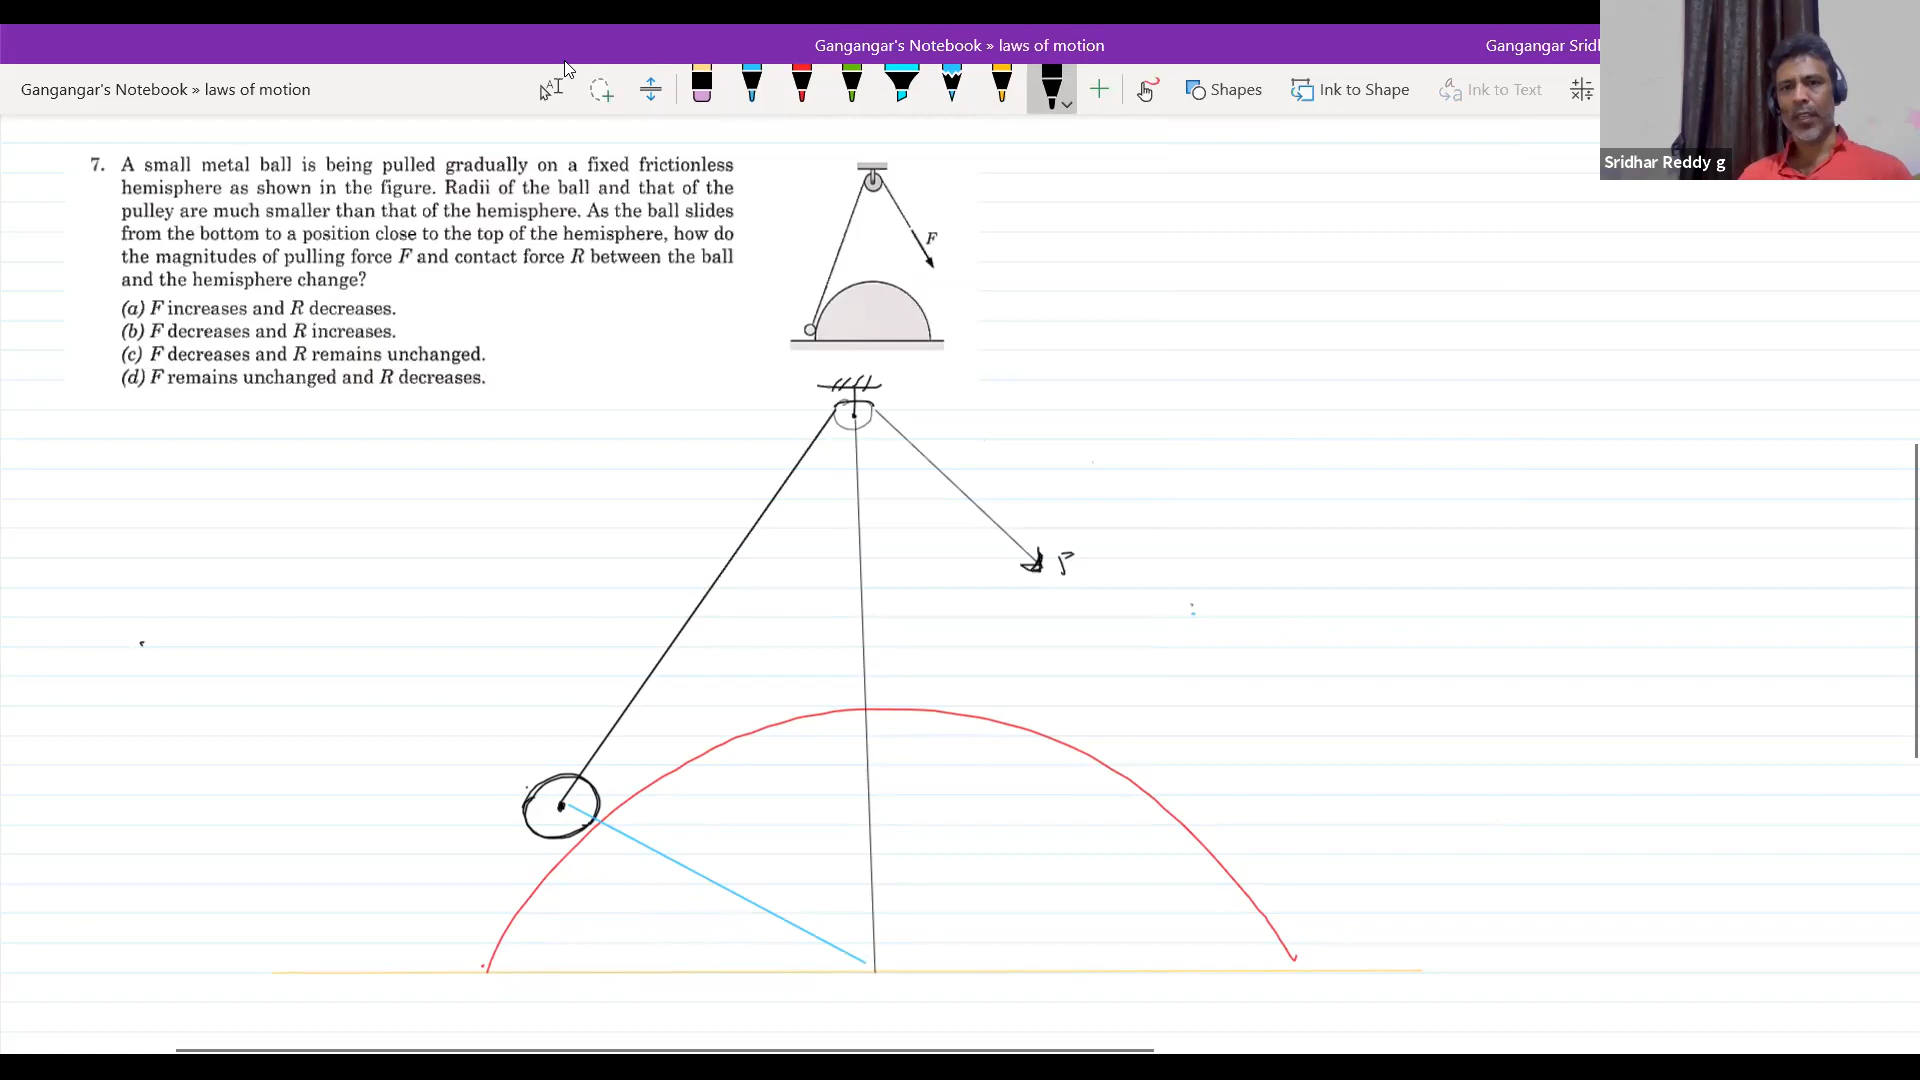 Gangangar's Notebook » laws of motion
Gangangar Sridl
Gangangar's Notebook » laws of motion
Shapes
Ink to Shape
Ink to Text
Sridhar Reddy g
7. A small metal ball is being pulled gradually on a fixed frictionless
hemisphere as shown in the figure. Radii of the ball and that of the
pulley are much smaller than that of the hemisphere. As the ball slides
from the bottom to a position close to the top of the hemisphere, how do
the magnitudes of pulling force F and contact force R between the ball
and the hemisphere change?
(a) F increases and R decreases.
(b) F decreases and R increases.
(c) F decreases and R remains unchanged.
(d) F remains unchanged and R decreases.
F
F